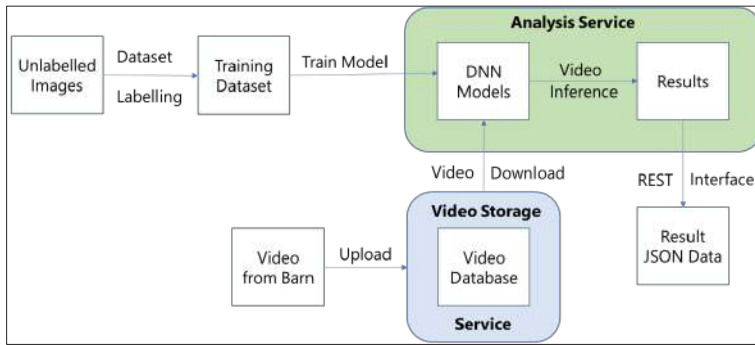 Analysis Service
Unlabelled
Images
Dataset
Labelling
Training
Dataset
Train Model
DNN
Models
Video
Inference
Results
Video Download
REST Interface
Video
from Barn
Upload
Video Storage
Video
Database
Service
Result
JSON Data